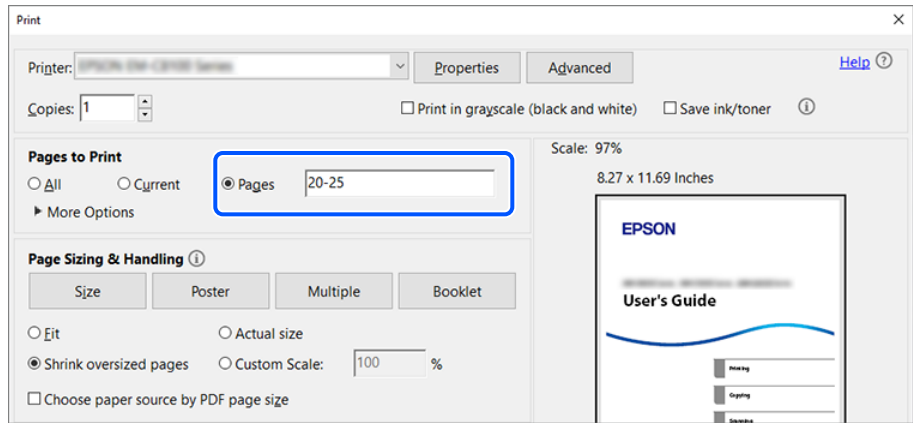 Print
Printer: Properties Advanced Help
Copies: 1 Print in grayscale (black and white) Save ink/toner
Pages to Print
All Current Pages 20-25
More Options
Scale: 97%
8.27 x 11.69 Inches
Page Sizing & Handling
Size Poster Multiple Booklet
Fit Actual size
Shrink oversized pages Custom Scale: 100 %
Choose paper source by PDF page size
EPSON
User's Guide
Printing
Copying
Scanning